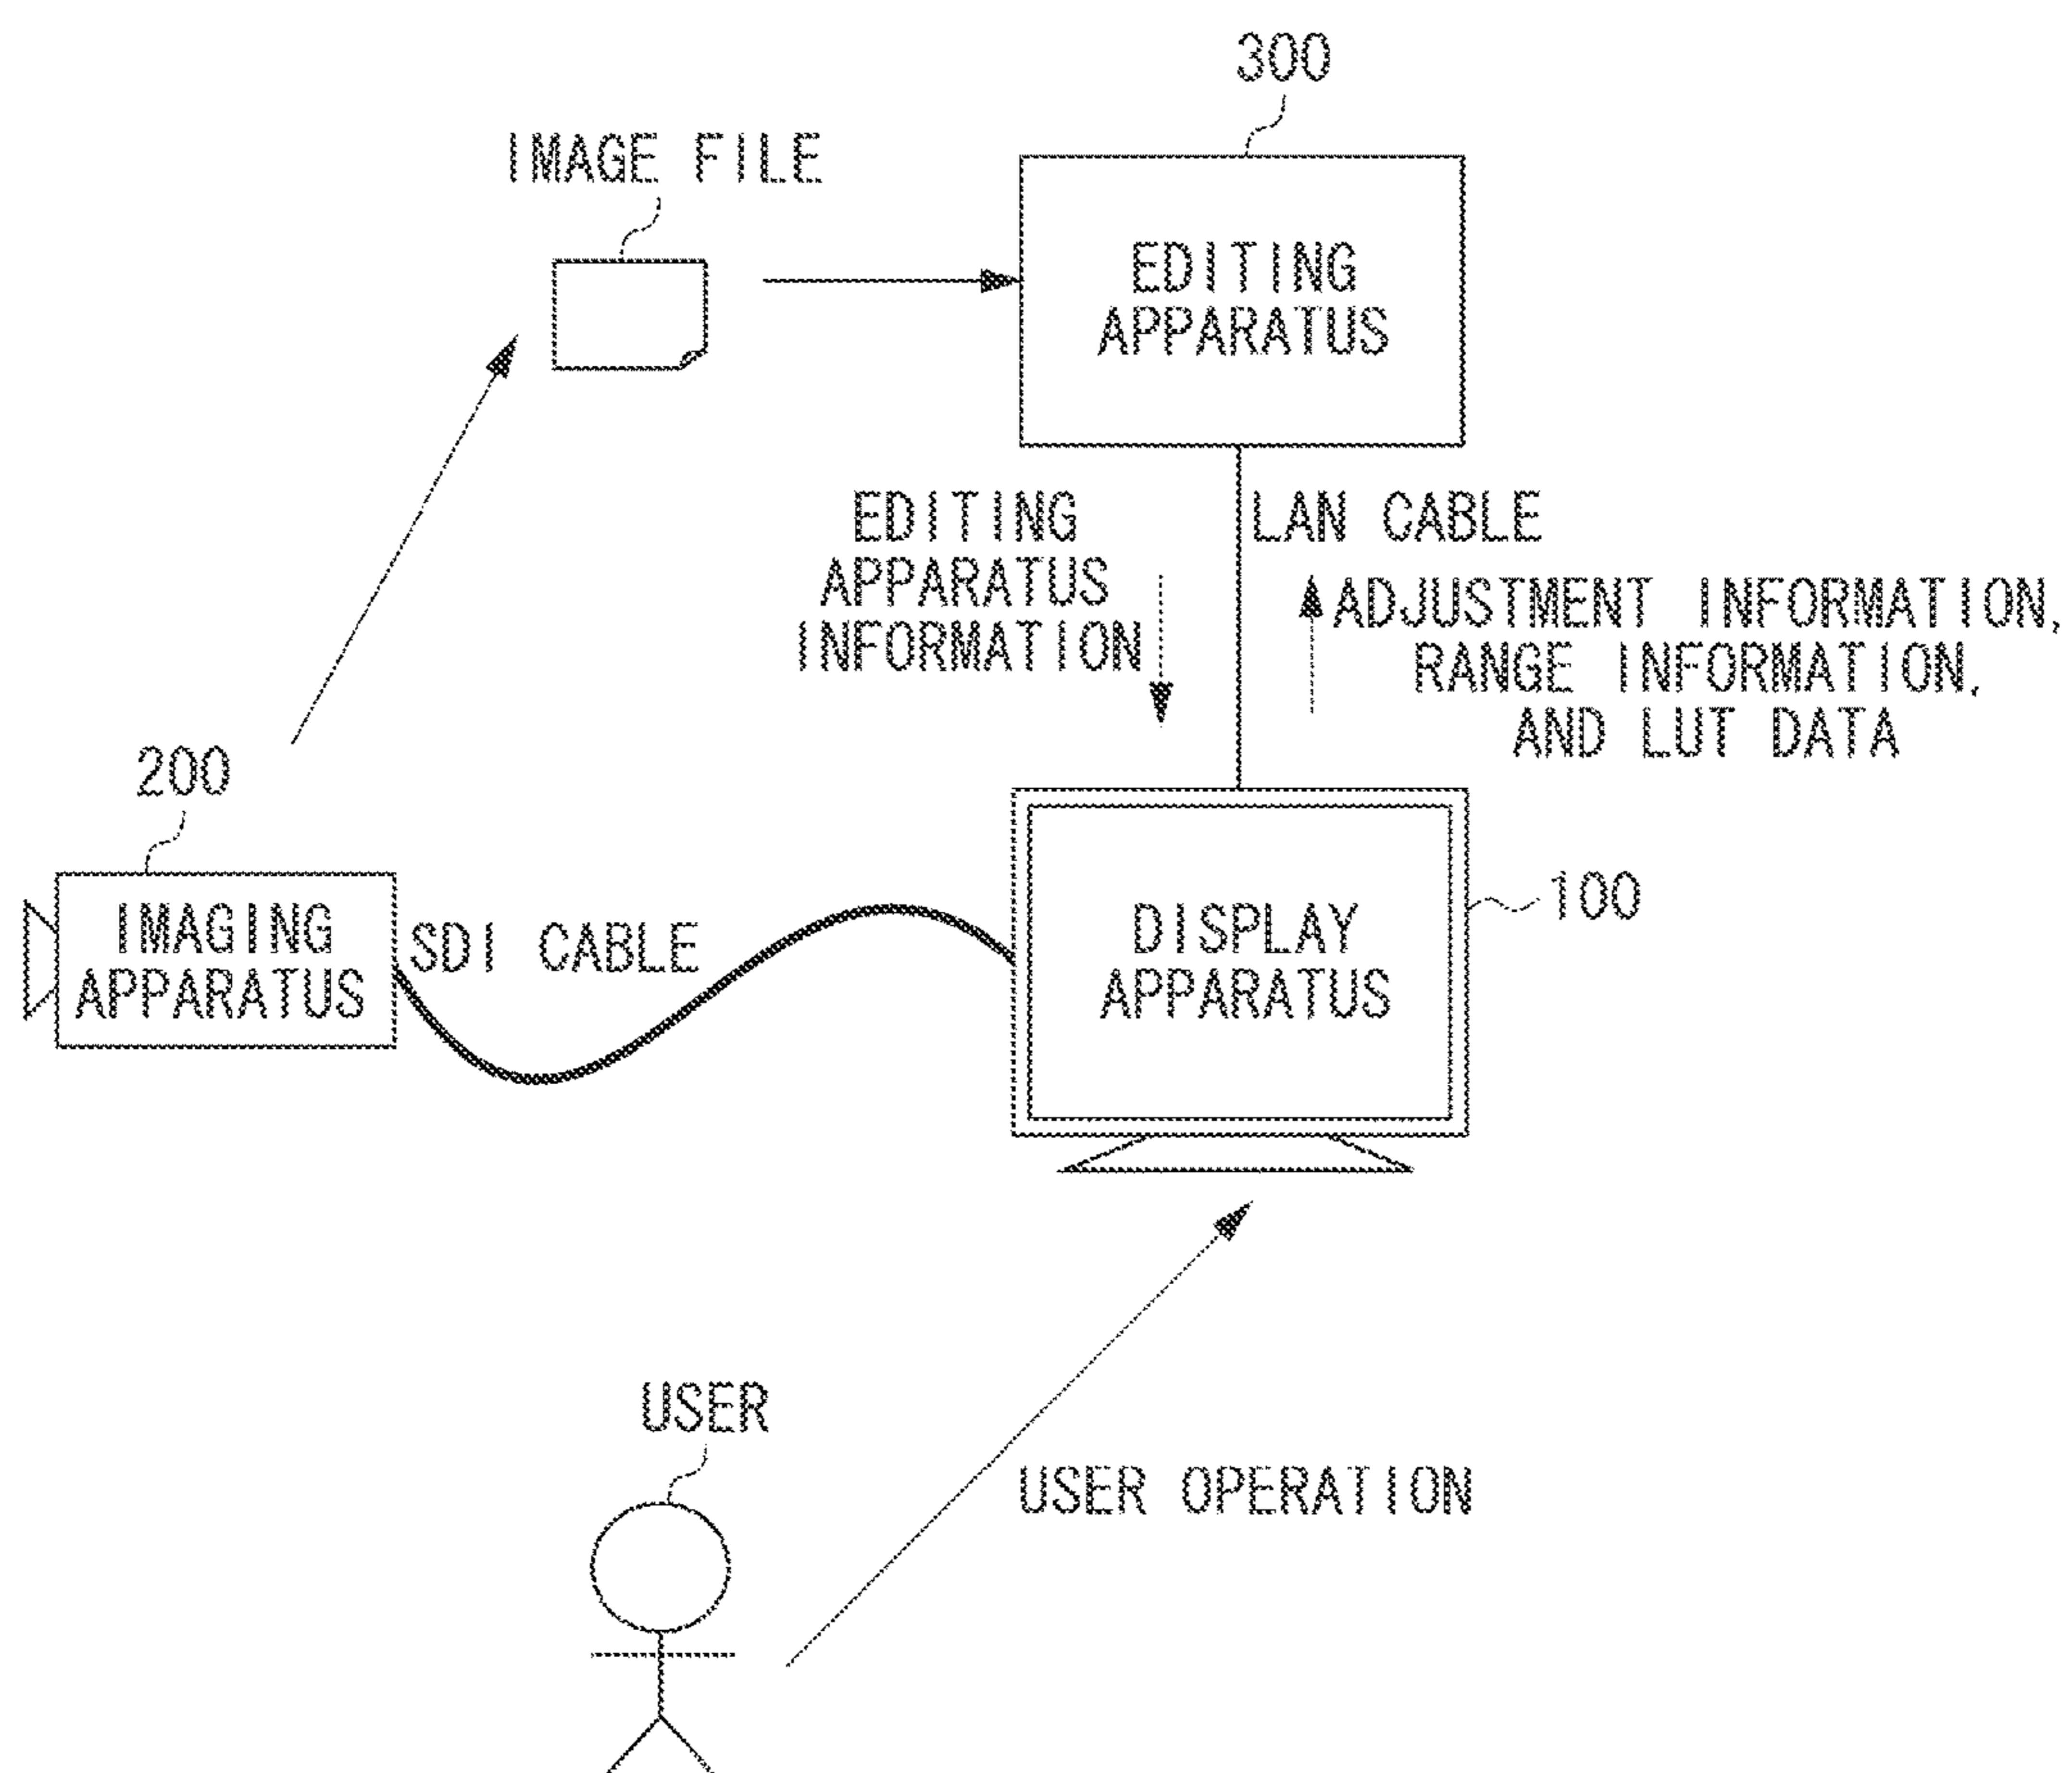 300
IMAGE FILE
EDITING
APPARATUS
EDITING
APPARATUS
INFORMATION
LAN CABLE
ADJUSTMENT INFORMATION,
RANGE INFORMATION,
AND LUT DATA
200
IMAGING
APPARATUS
SDI CABLE
DISPLAY
APPARATUS
100
USER
USER OPERATION